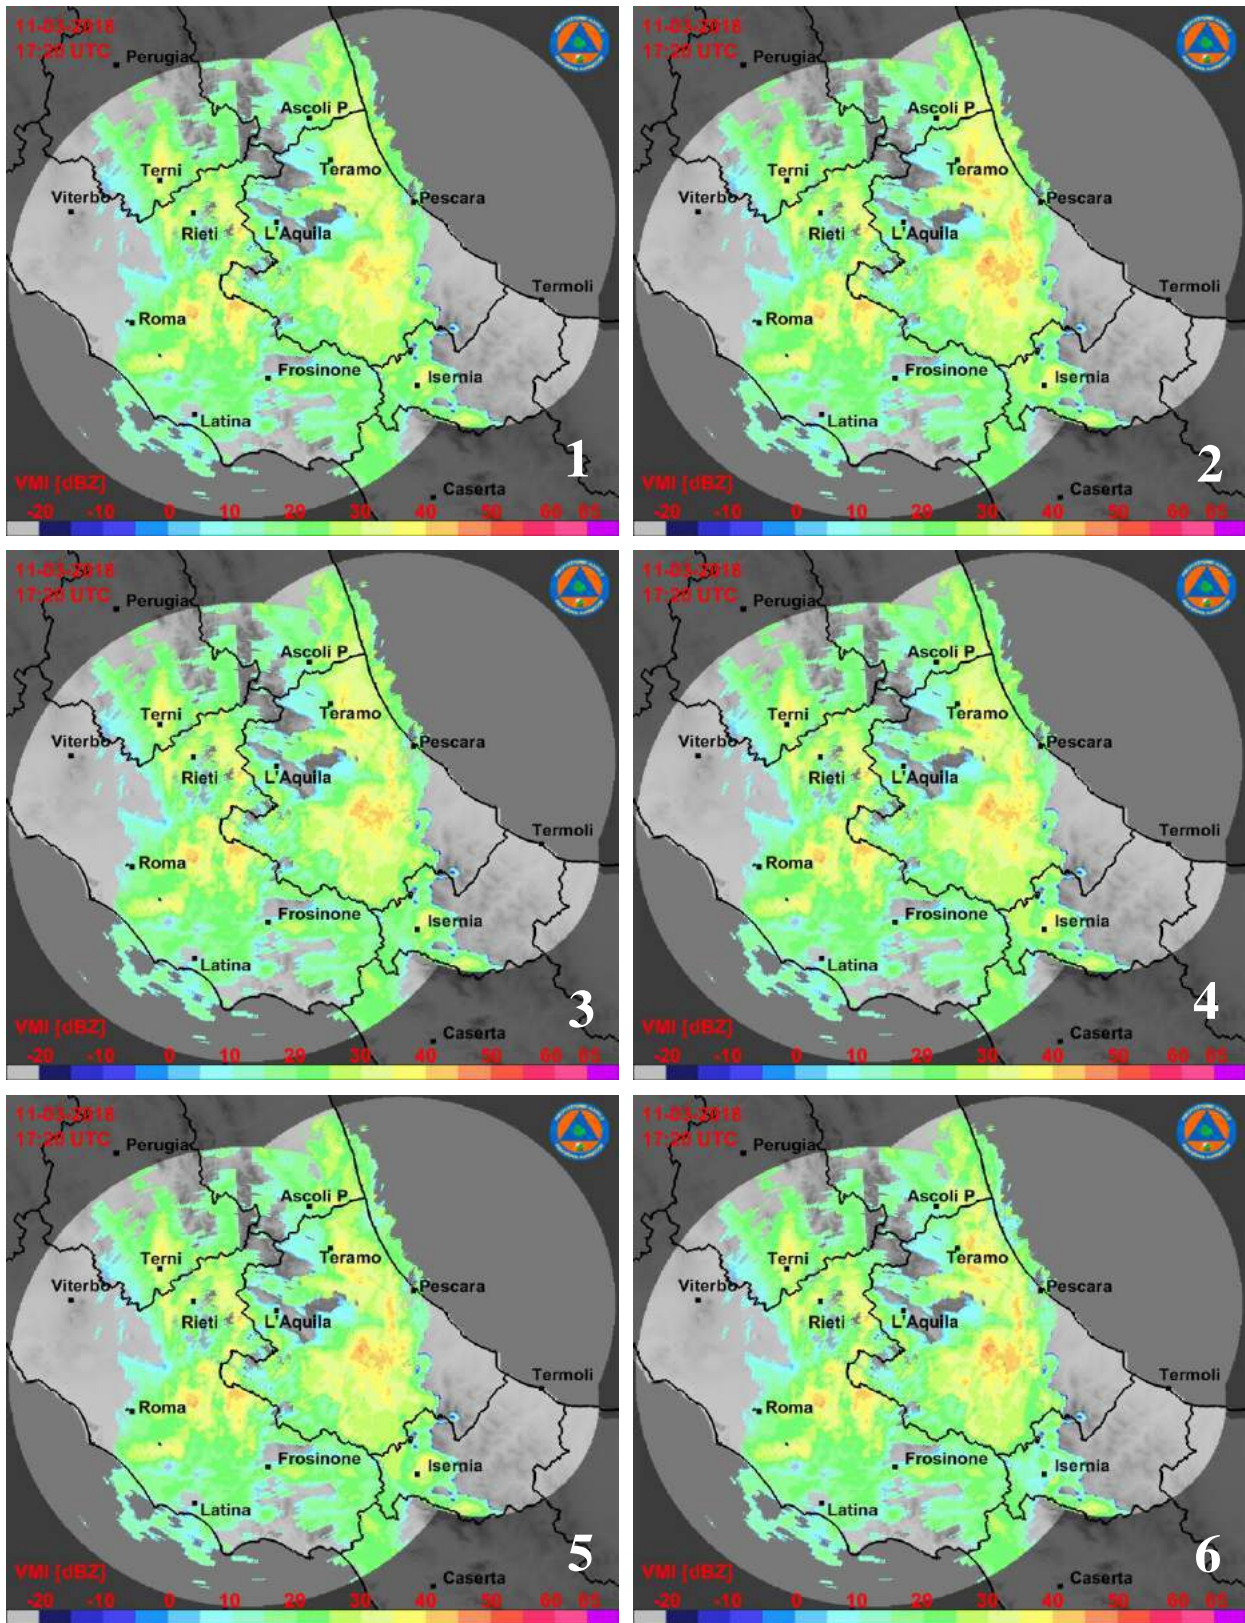 11-03-2018
17:20 UTC
Perugia
Ascoli P
Terni
Teramo
Viterbo
Pescara
Rieti
L'Aquila
Termoli
Roma
Frosinone
Isernia
Latina
1
VMI [dBZ]
Caserta
-20 -10 0 10 20 30 40 60 65
11-03-2018
17:20 UTC
Perugia
Ascoli P
Terni
Teramo
Viterbo
Pescara
Rieti
L'Aquila
Termoli
Roma
Frosinone
Isernia
Latina
2
VMI [dBZ]
Caserta
-20 -10 0 10 20 30 40 60 65
11-03-2018
17:20 UTC
Perugia
Ascoli P
Terni
Teramo
Viterbo
Pescara
Rieti
L'Aquila
Termoli
Roma
Frosinone
Isernia
Latina
3
VMI [dBZ]
Caserta
-20 -10 0 10 20 30 40 60 65
11-03-2018
17:20 UTC
Perugia
Ascoli P
Terni
Teramo
Viterbo
Pescara
Rieti
L'Aquila
Termoli
Roma
Frosinone
Isernia
Latina
4
VMI [dBZ]
Caserta
-20 -10 0 10 20 30 40 60 65
11-03-2018
17:20 UTC
Perugia
Ascoli P
Terni
Teramo
Viterbo
Pescara
Rieti
L'Aquila
Termoli
Roma
Frosinone
Isernia
Latina
5
VMI [dBZ]
Caserta
-20 -10 0 10 20 30 40 60 65
11-03-2018
17:20 UTC
Perugia
Ascoli P
Terni
Teramo
Viterbo
Pescara
Rieti
L'Aquila
Termoli
Roma
Frosinone
Isernia
Latina
6
VMI [dBZ]
Caserta
-20 -10 0 10 20 30 40 60 65